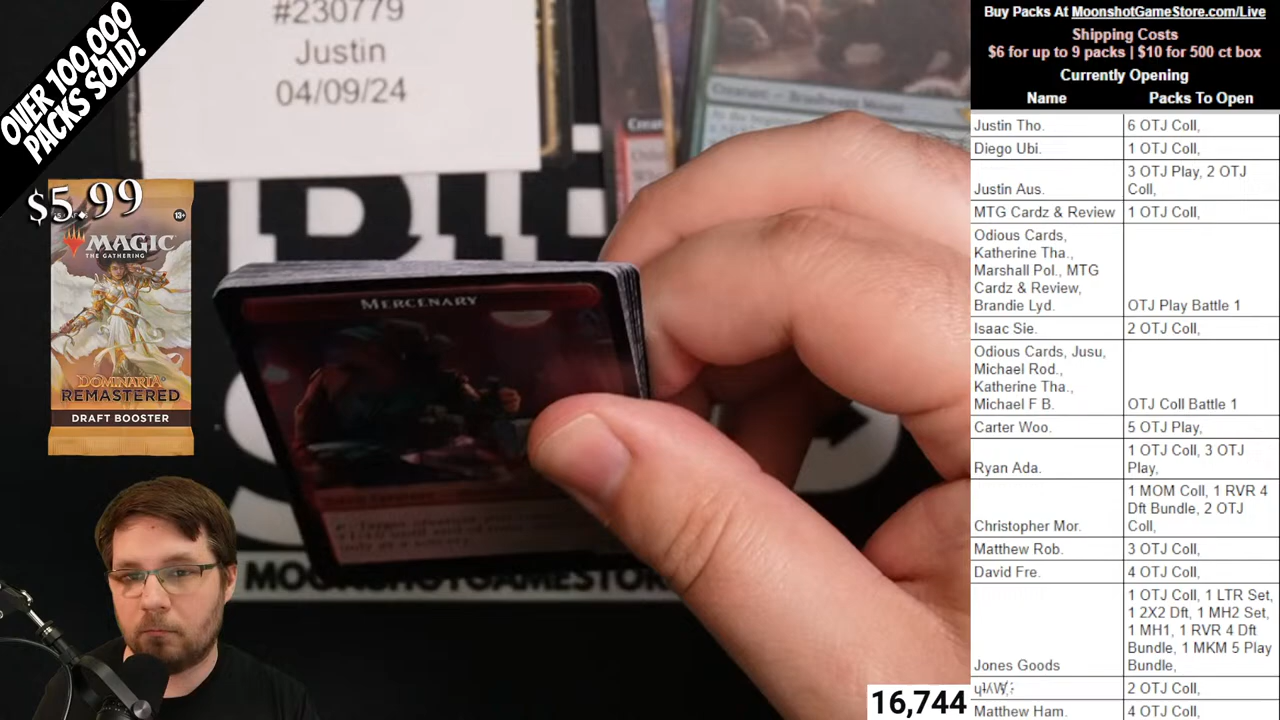 OVER 100,000
PACKS SOLD!
$5.99
13+
MAGIC
THE GATHERING
DOMINARIA
REMASTERED
DRAFT BOOSTER
#230779
Justin
04/09/24
MERCENARY
MOONSHOTGAMESTOR
16,744
Buy Packs At MoonshotGameStore.com/Live
Shipping Costs
$6 for up to 9 packs | $10 for 500 ct box
Currently Opening
Name Packs To Open
Justin Tho. 6 OTJ Coll,
Diego Ubi. 1 OTJ Coll,
3 OTJ Play, 2 OTJ
Justin Aus. Coll,
MTG Cardz & Review 1 OTJ Coll,
Odious Cards,
Katherine Tha.,
Marshall Pol., MTG
Cardz & Review,
Brandie Lyd. OTJ Play Battle 1
Isaac Sie. 2 OTJ Coll,
Odious Cards, Jusu,
Michael Rod.,
Katherine Tha.,
Michael F B. OTJ Coll Battle 1
Carter Woo. 5 OTJ Play,
1 OTJ Coll, 3 OTJ
Ryan Ada. Play,
1 MOM Coll, 1 RVR 4
Dft Bundle, 2 OTJ
Christopher Mor. Coll,
Matthew Rob. 3 OTJ Coll,
David Fre. 4 OTJ Coll,
1 OTJ Coll, 1 LTR Set,
1 2X2 Dft, 1 MH2 Set,
1 MH1, 1 RVR 4 Dft
Bundle, 1 MKM 5 Play
Jones Goods Bundle,
2 OTJ Coll,
Matthew Ham. 4 OTJ Coll,